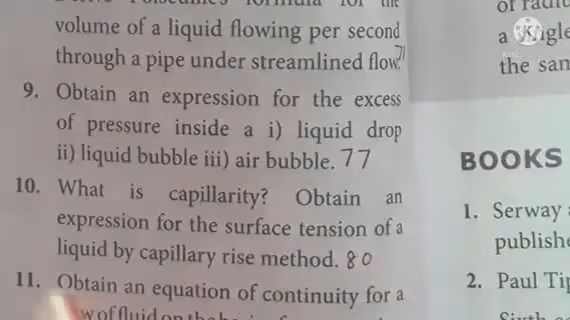 volume of a liquid flowing per second
through a pipe under streamlined flow.
9. Obtain an expression for the excess
of pressure inside a i) liquid drop
ii) liquid bubble iii) air bubble. 77
10. What is capillarity? Obtain an
expression for the surface tension of a
liquid by capillary rise method. 80
11. Obtain an equation of continuity for a
the sam
BOOKS
1. Serway
publishe
2. Paul Tip